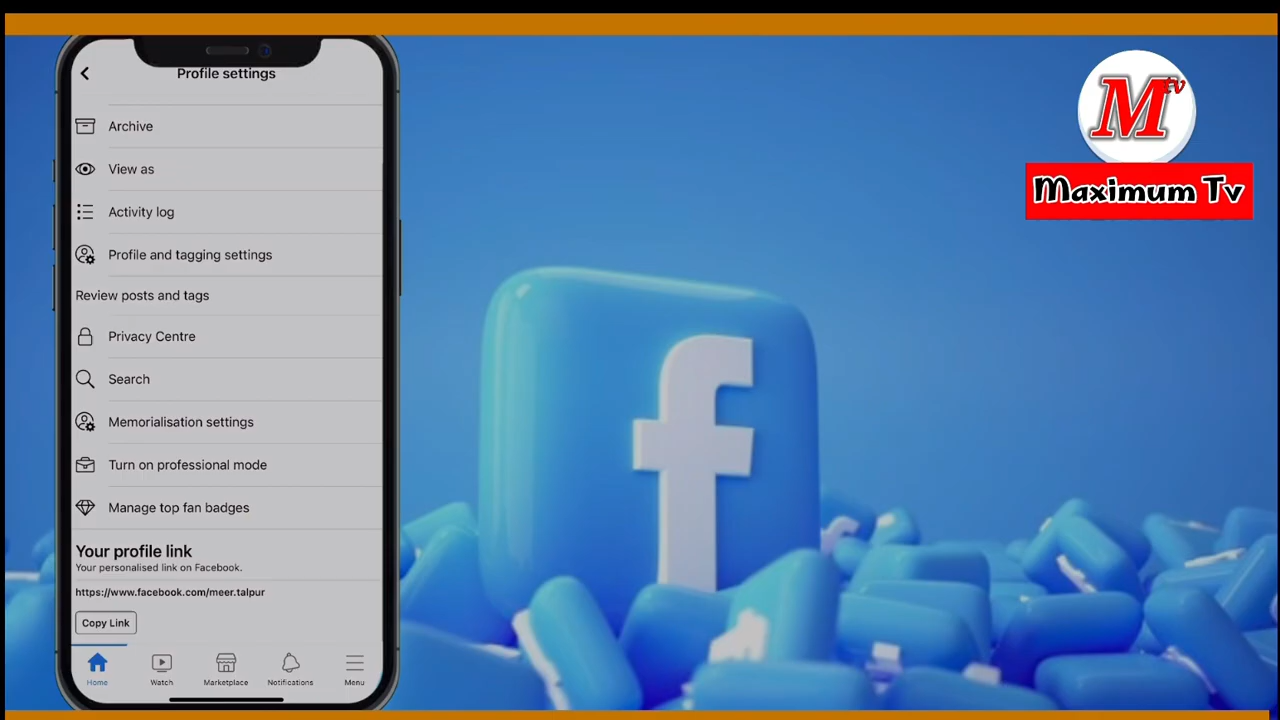 Profile settings
Archive
View as
Activity log
Profile and tagging settings
Review posts and tags
Privacy Centre
Search
Memorialisation settings
Turn on professional mode
Manage top fan badges
Your profile link
Your personalised link on Facebook.
https://www.facebook.com/meer.talpur
Copy Link
Home
Watch
Marketplace
Notifications
Menu
f
M tv
Maximum Tv